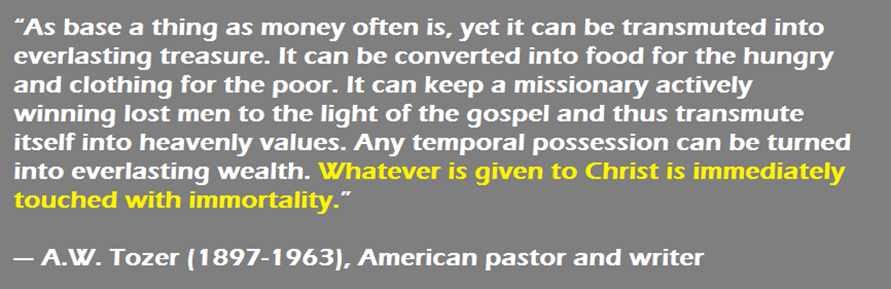 “As base a thing as money often is, yet it can be transmuted into
everlasting treasure. It can be converted into food for the hungry
and clothing for the poor. It can keep a missionary actively
winning lost men to the light of the gospel and thus transmute
itself into heavenly values. Any temporal possession can be turned
into everlasting wealth. Whatever is given to Christ is immediately
touched with immortality.”
— A.W. Tozer (1897-1963), American pastor and writer